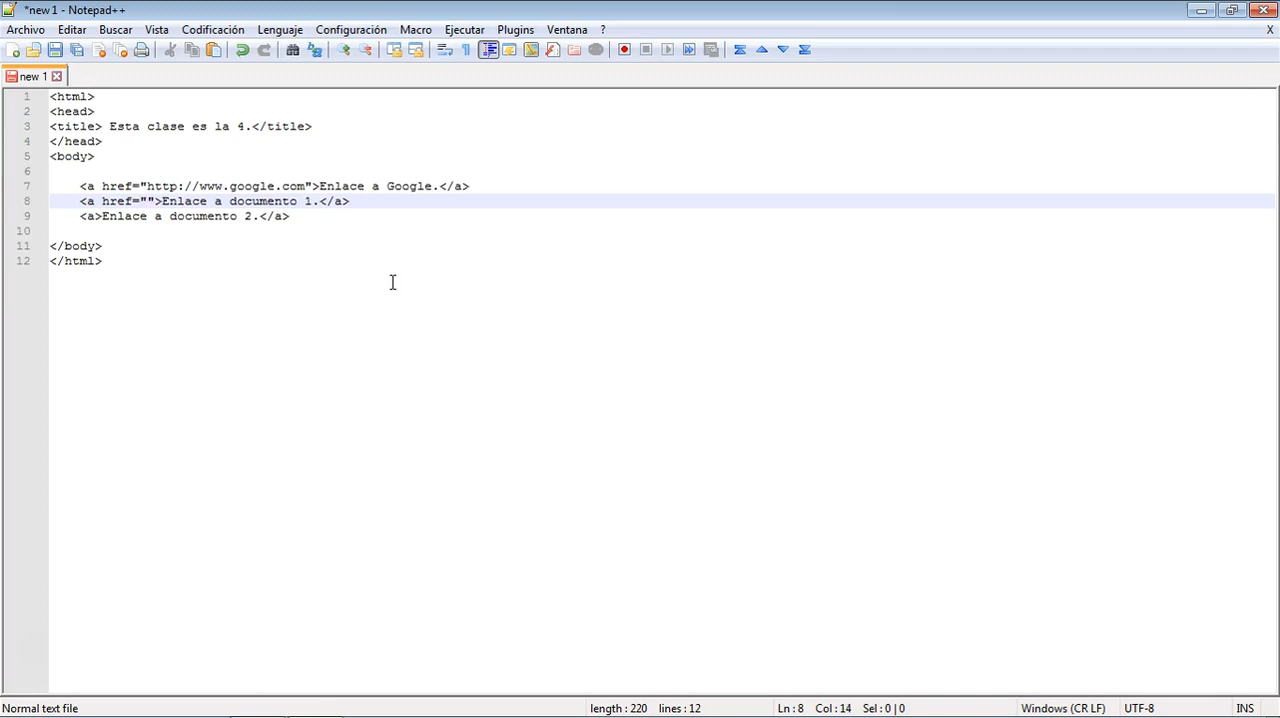 *new 1 - Notepad++
Archivo Editar Buscar Vista Codificación Lenguaje Configuración Macro Ejecutar Plugins Ventana ? X
new 1
1 <html>
2 <head>
3 <title> Esta clase es la 4.</title>
4 </head>
5 <body>
6
7 <a href="http://www.google.com">Enlace a Google.</a>
8 <a href="">Enlace a documento 1.</a>
9 <a>Enlace a documento 2.</a>
10
11 </body>
12 </html>
Normal text file length : 220 lines : 12 Ln : 8 Col : 14 Sel : 0 | 0 Windows (CR LF) UTF-8 INS